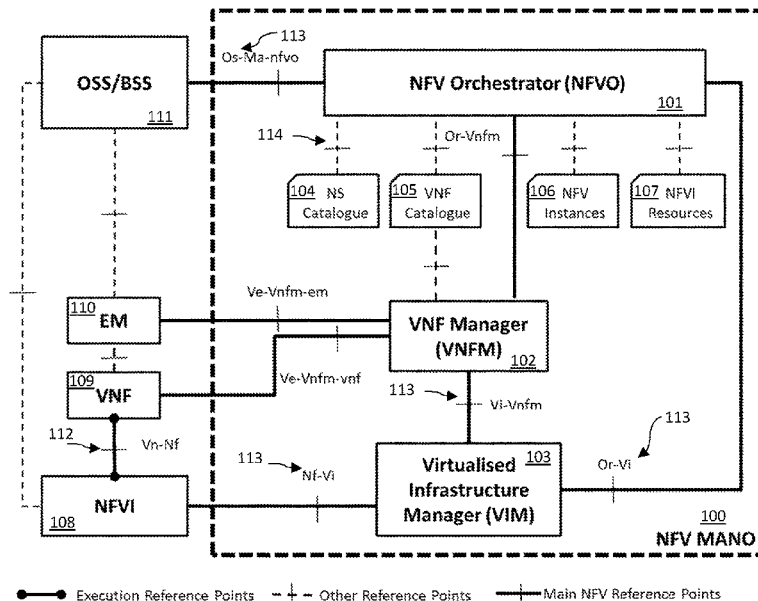 113
Os-Ma-nfvo
OSS/BSS
111
NFV Orchestrator (NFVO)
101
114
Or-Vnfm
104 NS
Catalogue
105 VNF
Catalogue
106 NFV
Instances
107 NFVI
Resources
Ve-Vnfm-em
110
EM
VNF Manager
(VNFM)
102
109
VNF
Ve-Vnfm-vnf
113
Vi-Vnfm
112
Vn-Nf
113
Nf-Vi
113
Or-Vi
103
Virtualised
Infrastructure
Manager (VIM)
NFVI
108
100
NFV MANO
Execution Reference Points
Other Reference Points
Main NFV Reference Points